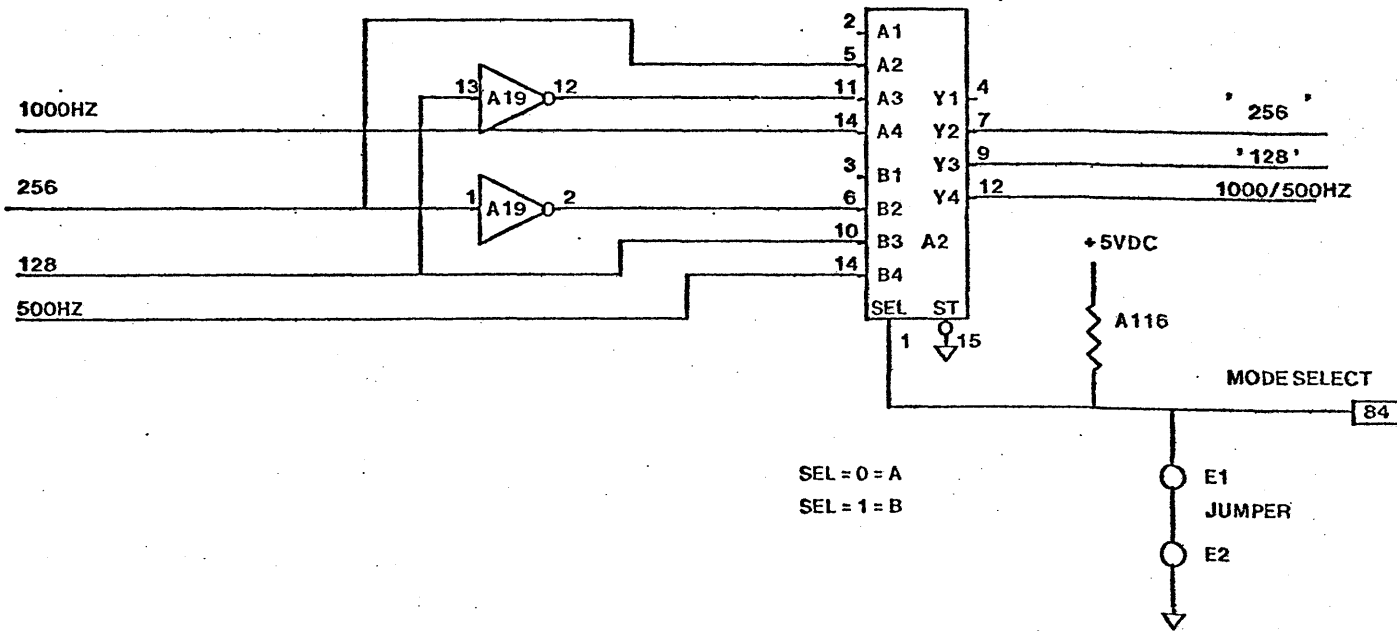 2 A1
5 A2
13 A19 12
11 A3 Y1 4
1000HZ
14 A4 Y2 7
' 256 '
3 B1 Y3 9
'128'
256
1 A19 2
6 B2 Y4 12
1000/500HZ
10 B3 A2
+5VDC
128
14 B4
500HZ
SEL ST
1 15
A116
MODE SELECT
84
SEL = 0 = A
SEL = 1 = B
E1
JUMPER
E2